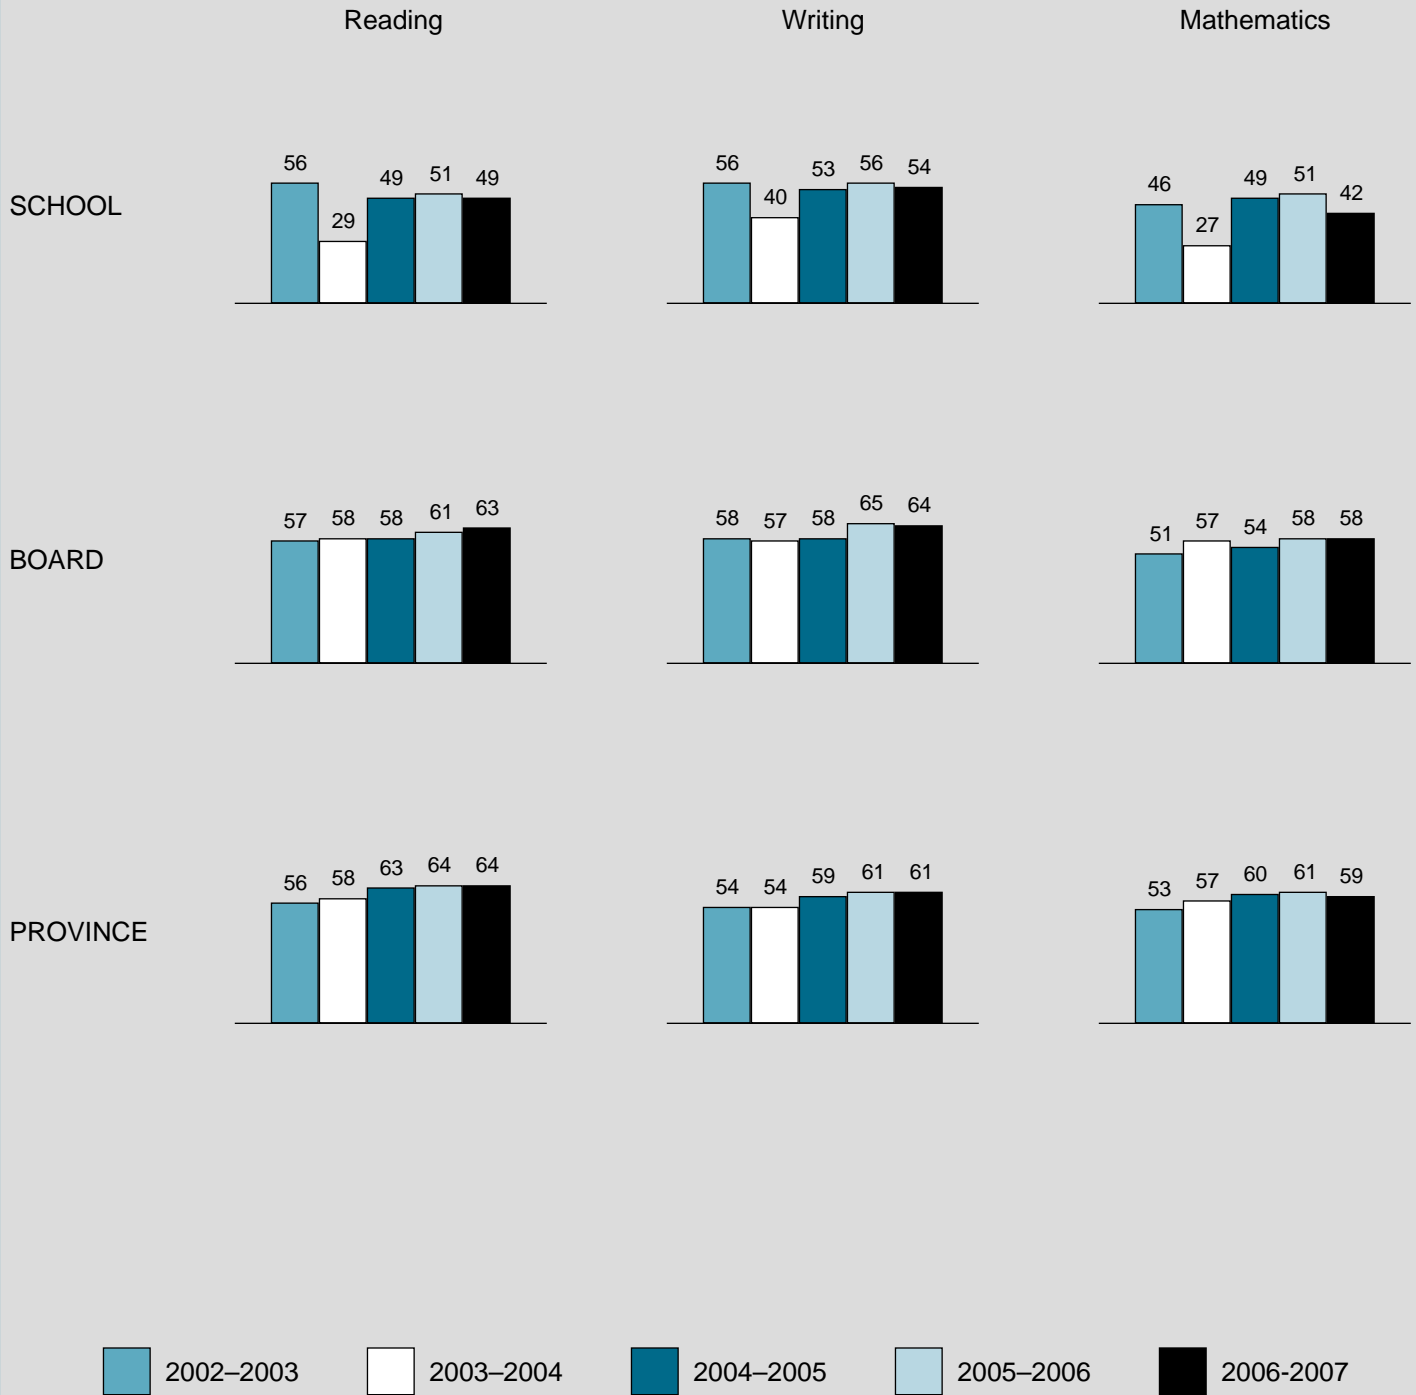 Reading Writing Mathematics
SCHOOL
56 29 49 51 49
56 40 53 56 54
46 27 49 51 42
BOARD
57 58 58 61 63
58 57 58 65 64
51 57 54 58 58
PROVINCE
56 58 63 64 64
54 54 59 61 61
53 57 60 61 59
2002–2003 2003–2004 2004–2005 2005–2006 2006-2007